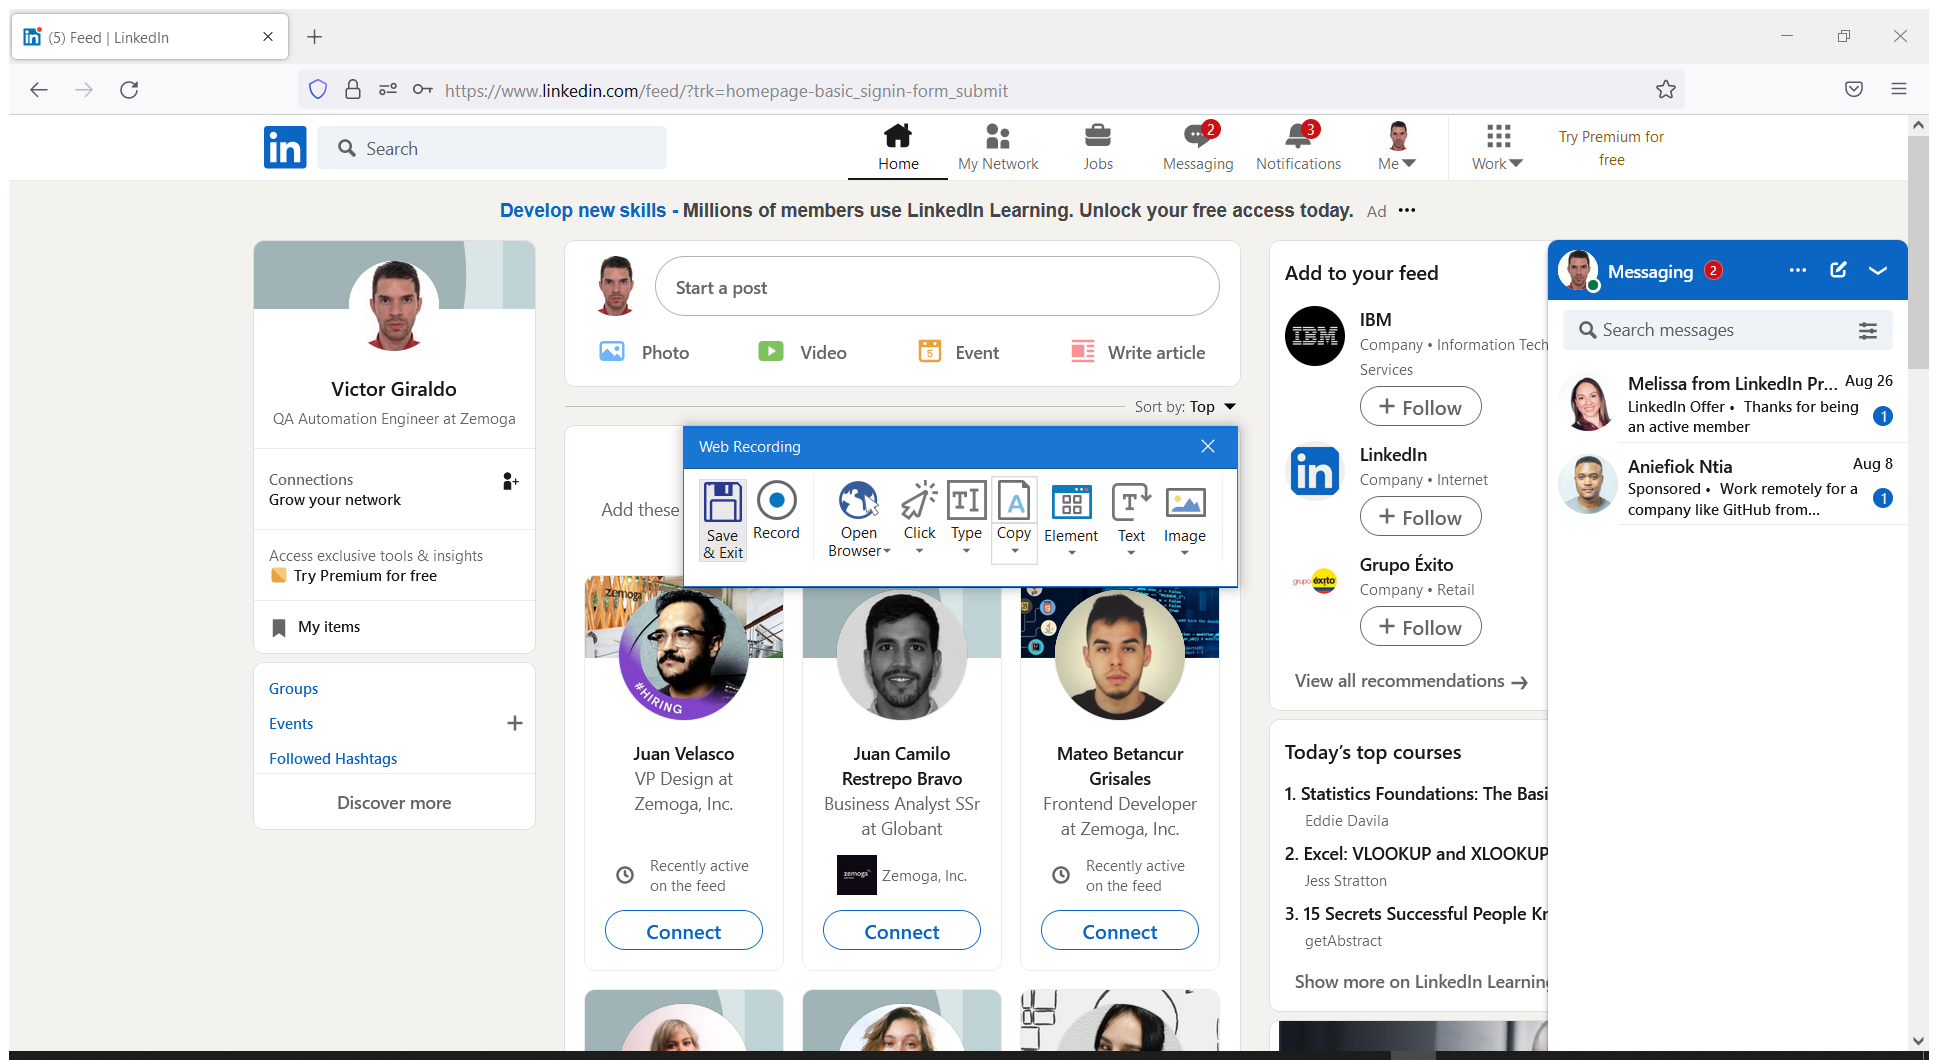 (5) Feed | LinkedIn
https://www.linkedin.com/feed/?trk=homepage-basic_signin-form_submit
in
Search
Home
My Network
Jobs
2
Messaging
3
Notifications
Me
Work
Try Premium for
free
Develop new skills - Millions of members use LinkedIn Learning. Unlock your free access today. Ad
Victor Giraldo
QA Automation Engineer at Zemoga
Connections
Grow your network
Access exclusive tools & insights
Try Premium for free
My items
Groups
Events
Followed Hashtags
Discover more
Start a post
Photo
Video
5
Event
Write article
Sort by: Top
Add these
Web Recording
Save
& Exit
Record
Open
Browser
Click
TI
Type
A
Copy
Element
T
Text
Image
zemoga
#HIRING
Juan Velasco
VP Design at
Zemoga, Inc.
Recently active
on the feed
Connect
Juan Camilo
Restrepo Bravo
Business Analyst SSr
at Globant
zemoga
Zemoga, Inc.
Connect
Mateo Betancur
Grisales
Frontend Developer
at Zemoga, Inc.
Recently active
on the feed
Connect
Add to your feed
IBM
IBM
Company • Information Tech
Services
Follow
in
LinkedIn
Company • Internet
Follow
grupo éxito
Grupo Éxito
Company • Retail
Follow
View all recommendations
Today's top courses
1. Statistics Foundations: The Basi
Eddie Davila
2. Excel: VLOOKUP and XLOOKUP
Jess Stratton
3. 15 Secrets Successful People Kr
getAbstract
Show more on LinkedIn Learning
Messaging 2
Search messages
Melissa from LinkedIn Pr... Aug 26
LinkedIn Offer • Thanks for being
an active member
1
Aniefiok Ntia Aug 8
Sponsored • Work remotely for a
company like GitHub from...
1